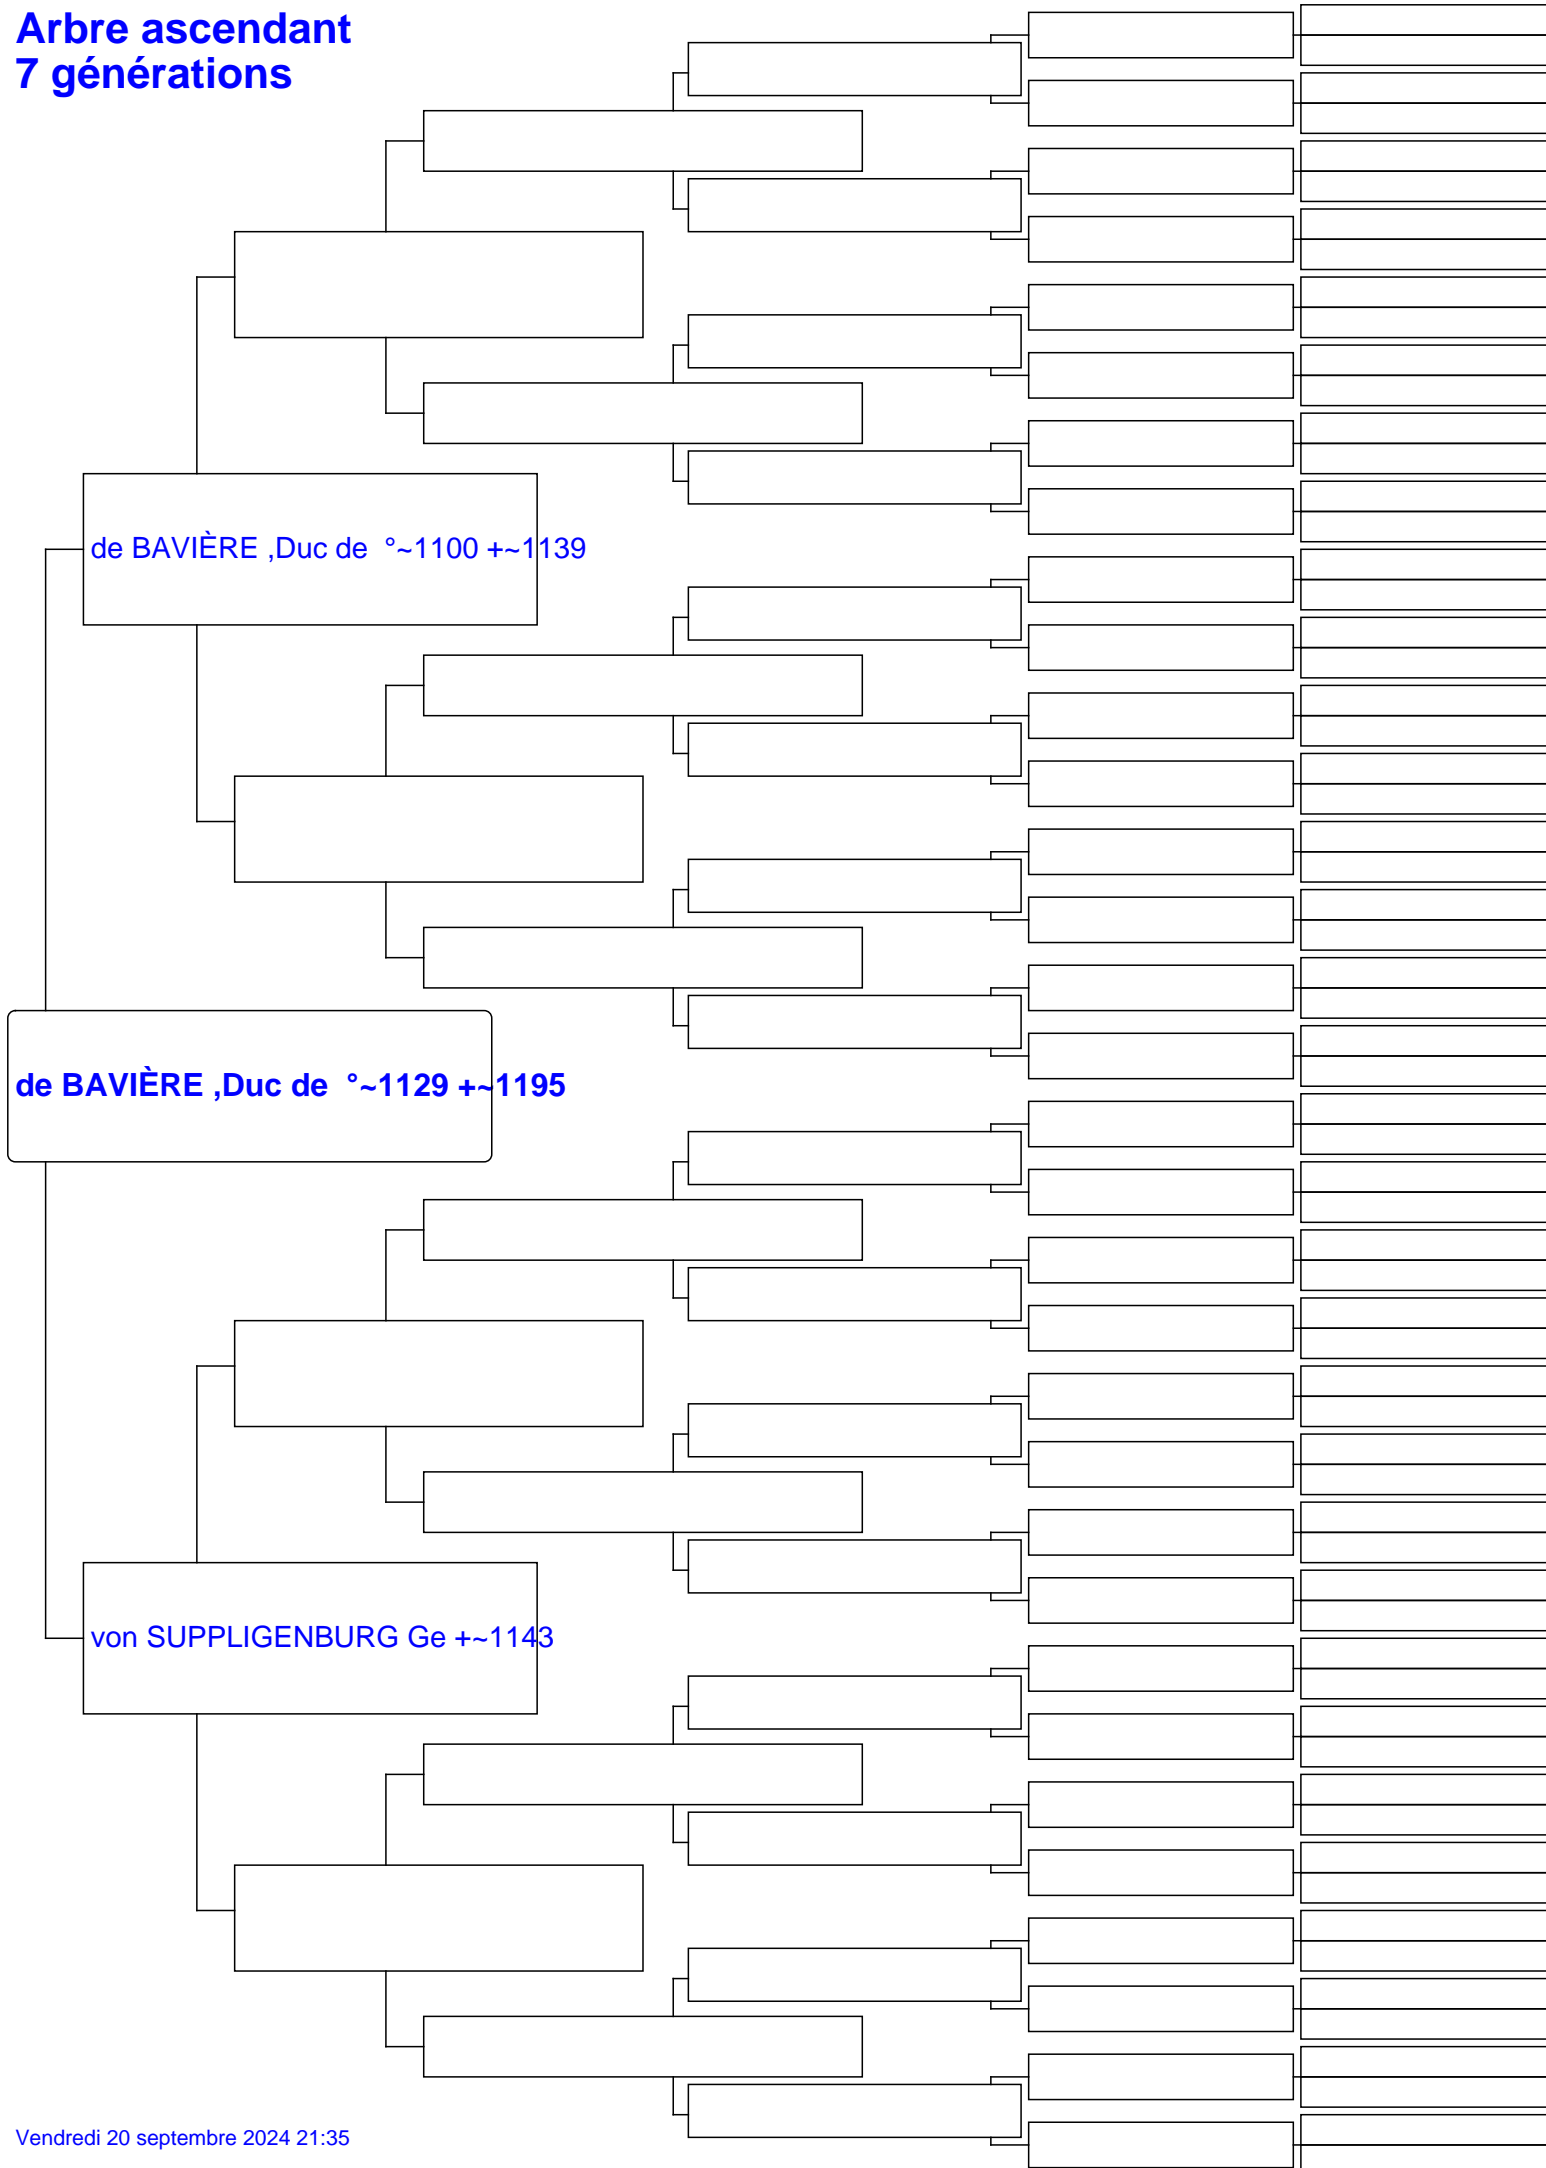 Arbre ascendant
7 générations
de BAVIÈRE ,Duc de  °~1100 +~1139
de BAVIÈRE ,Duc de  °~1129 +~1195
von SUPPLIGENBURG Ge +~1143
Vendredi 20 septembre 2024 21:35